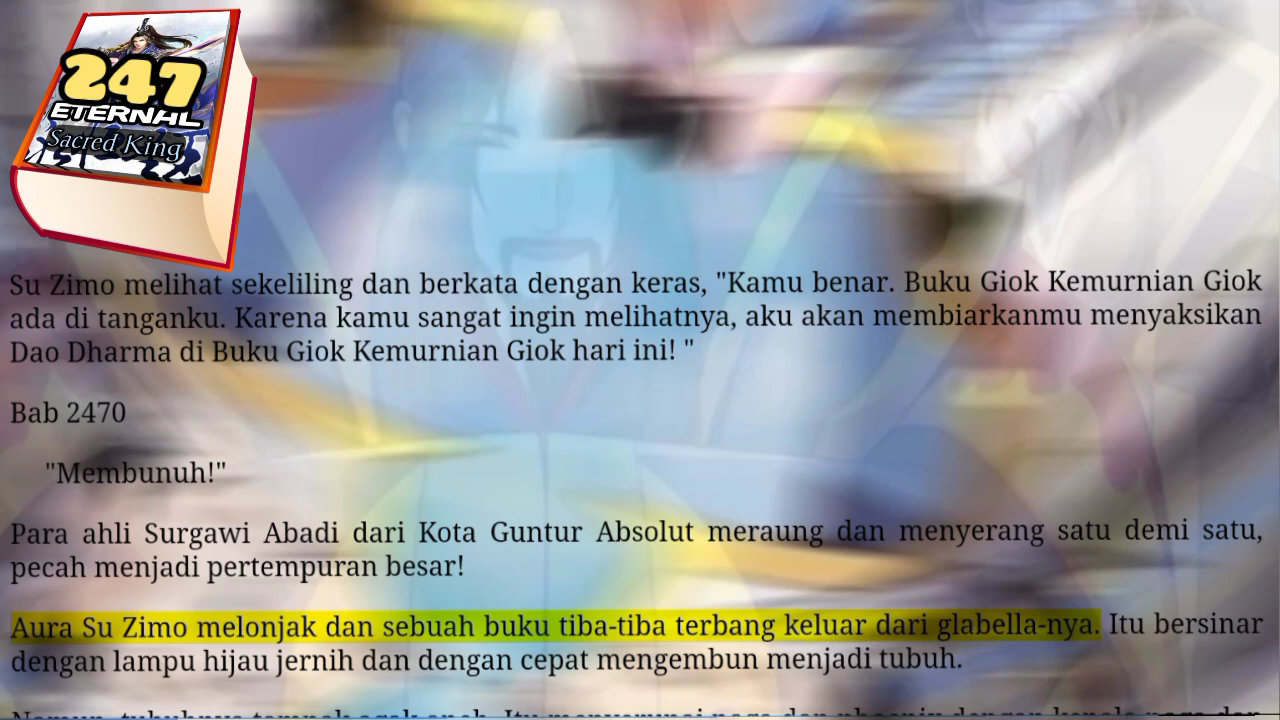 247
ETERNAL
Sacred King
Su Zimo melihat sekeliling dan berkata dengan keras, "Kamu benar. Buku Giok Kemurnian Giok
ada di tanganku. Karena kamu sangat ingin melihatnya, aku akan membiarkanmu menyaksikan
Dao Dharma di Buku Giok Kemurnian Giok hari ini! "
Bab 2470
"Membunuh!"
Para ahli Surgawi Abadi dari Kota Guntur Absolut meraung dan menyerang satu demi satu,
pecah menjadi pertempuran besar!
Aura Su Zimo melonjak dan sebuah buku tiba-tiba terbang keluar dari glabella-nya. Itu bersinar
dengan lampu hijau jernih dan dengan cepat mengembun menjadi tubuh.